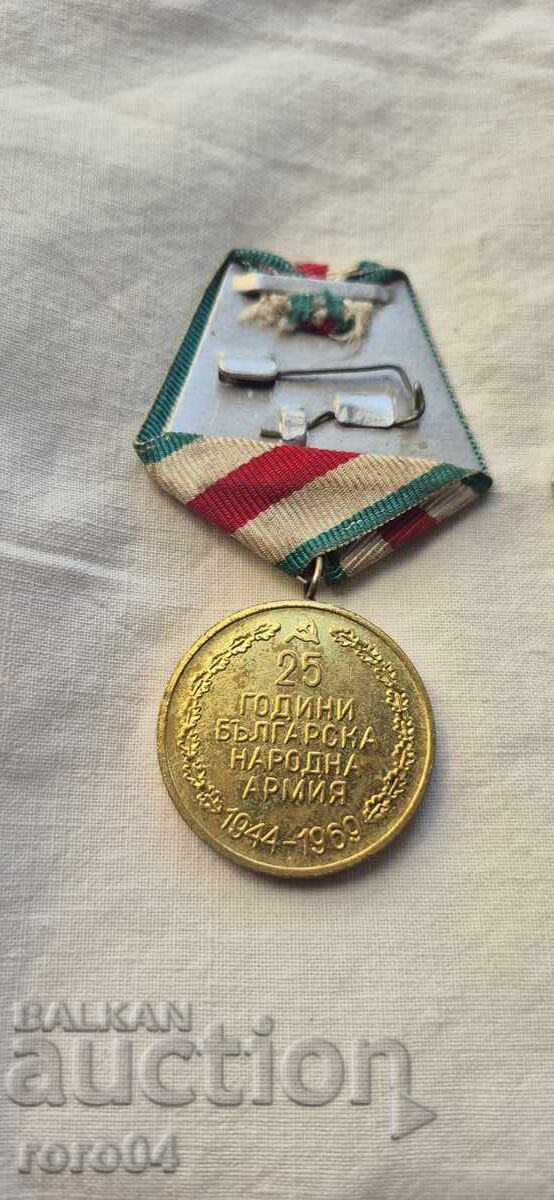 25
ГОДИНИ
БЪЛГАРСКА
НАРОДНА
АРМИЯ
1944-1969
BALKAN
auction
roro04